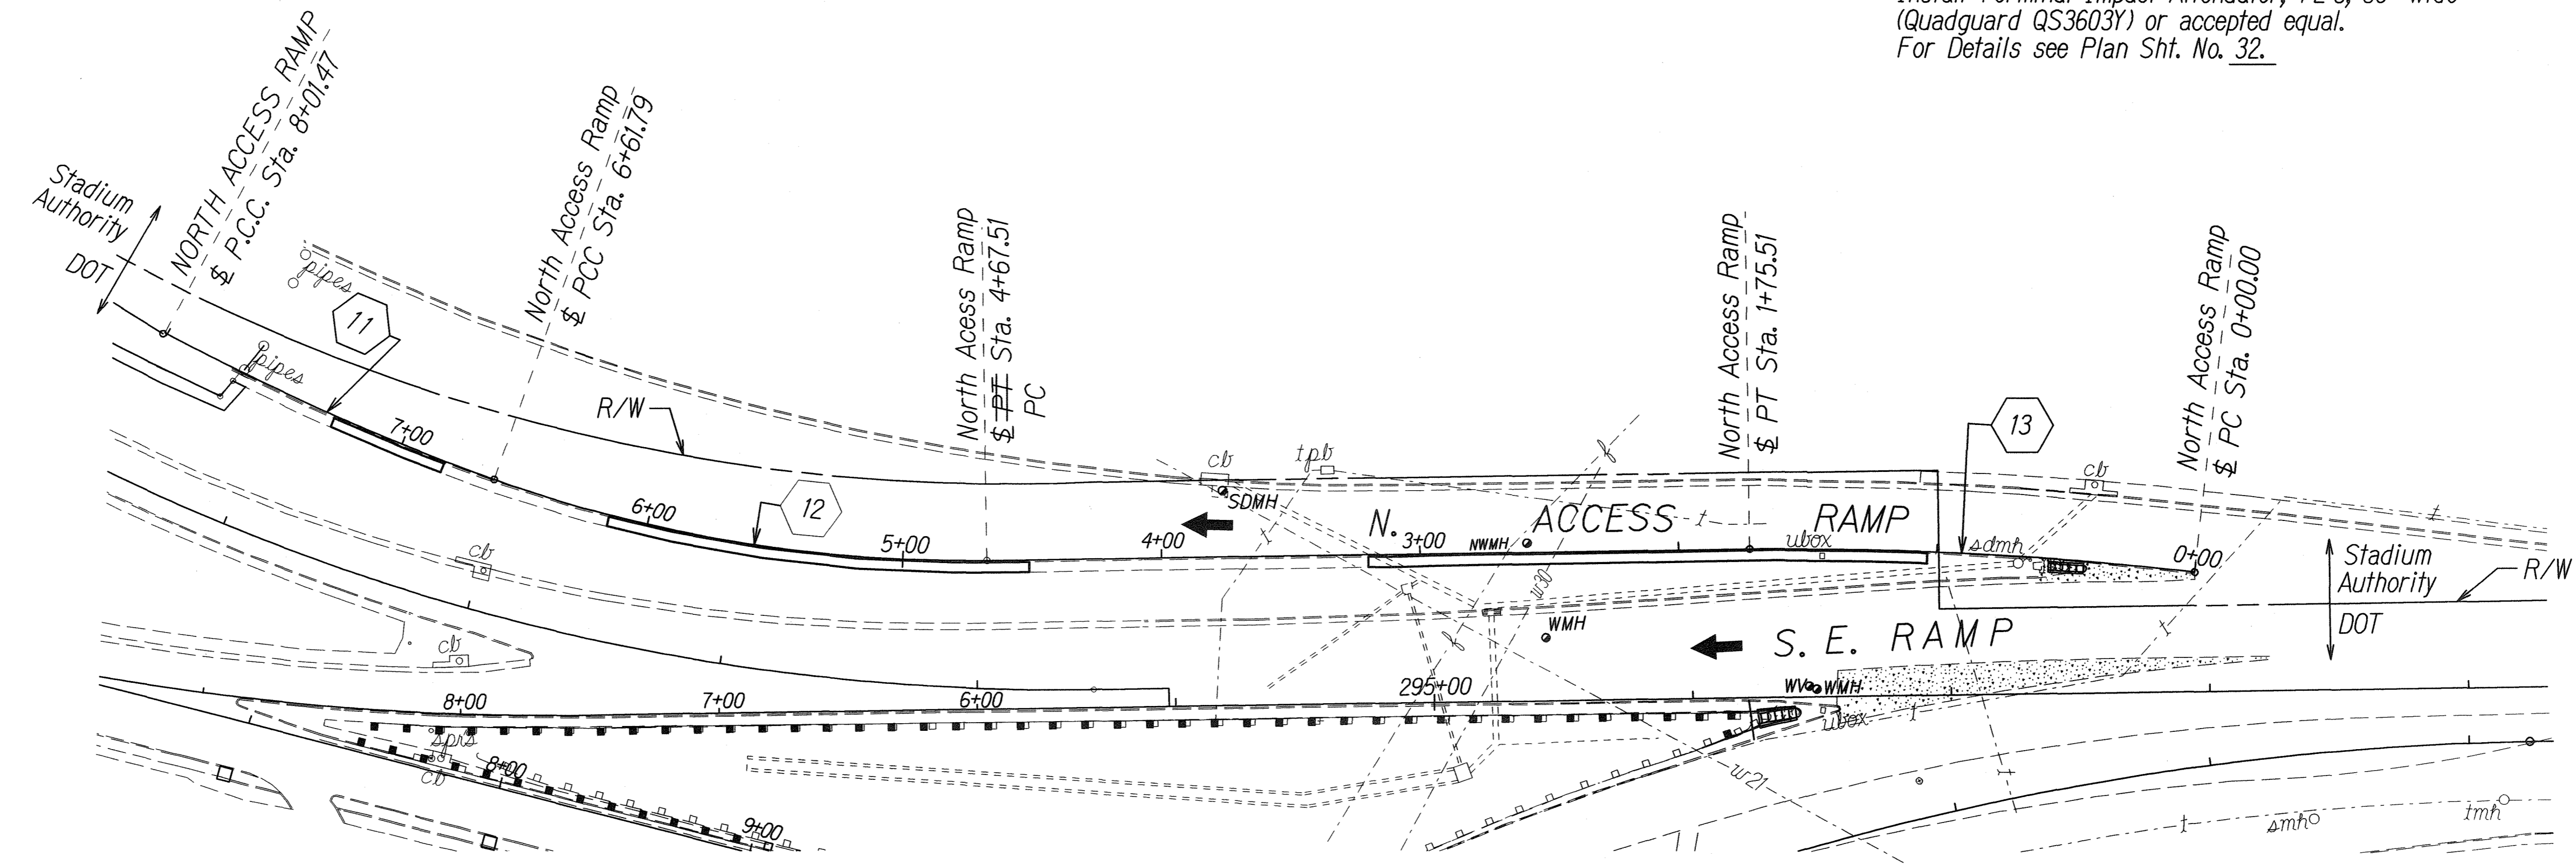 (Quadguard QS3603Y) or accepted equal.
For Details see Plan Sht. No. 32.
NORTH ACCESS RAMP
P.C.C. Sta. 8+01.47
North Access Ramp
PCC Sta. 6+61.79
North Acess Ramp
PT Sta. 4+67.51
PC
North Access Ramp
PT Sta. 1+75.51
North Access Ramp
PC Sta. 0+00.00
Stadium
Authority
DOT
pipes
11
pipes
7+00
R/W
12
6+00
5+00
4+00
cb
SDMH
tpb
f
t
N. ACCESS RAMP
3+00
NWMH
t
ubox
13
sdmh
cb
0+00
t
Stadium
Authority
DOT
R/W
cb
cb
w30
f
WMH
S. E. RAMP
t
8+00
7+00
6+00
295+00
WV
WMH
ubox
t
sprs
cb
8+00
9+00
w21
t
t
smh
tmh